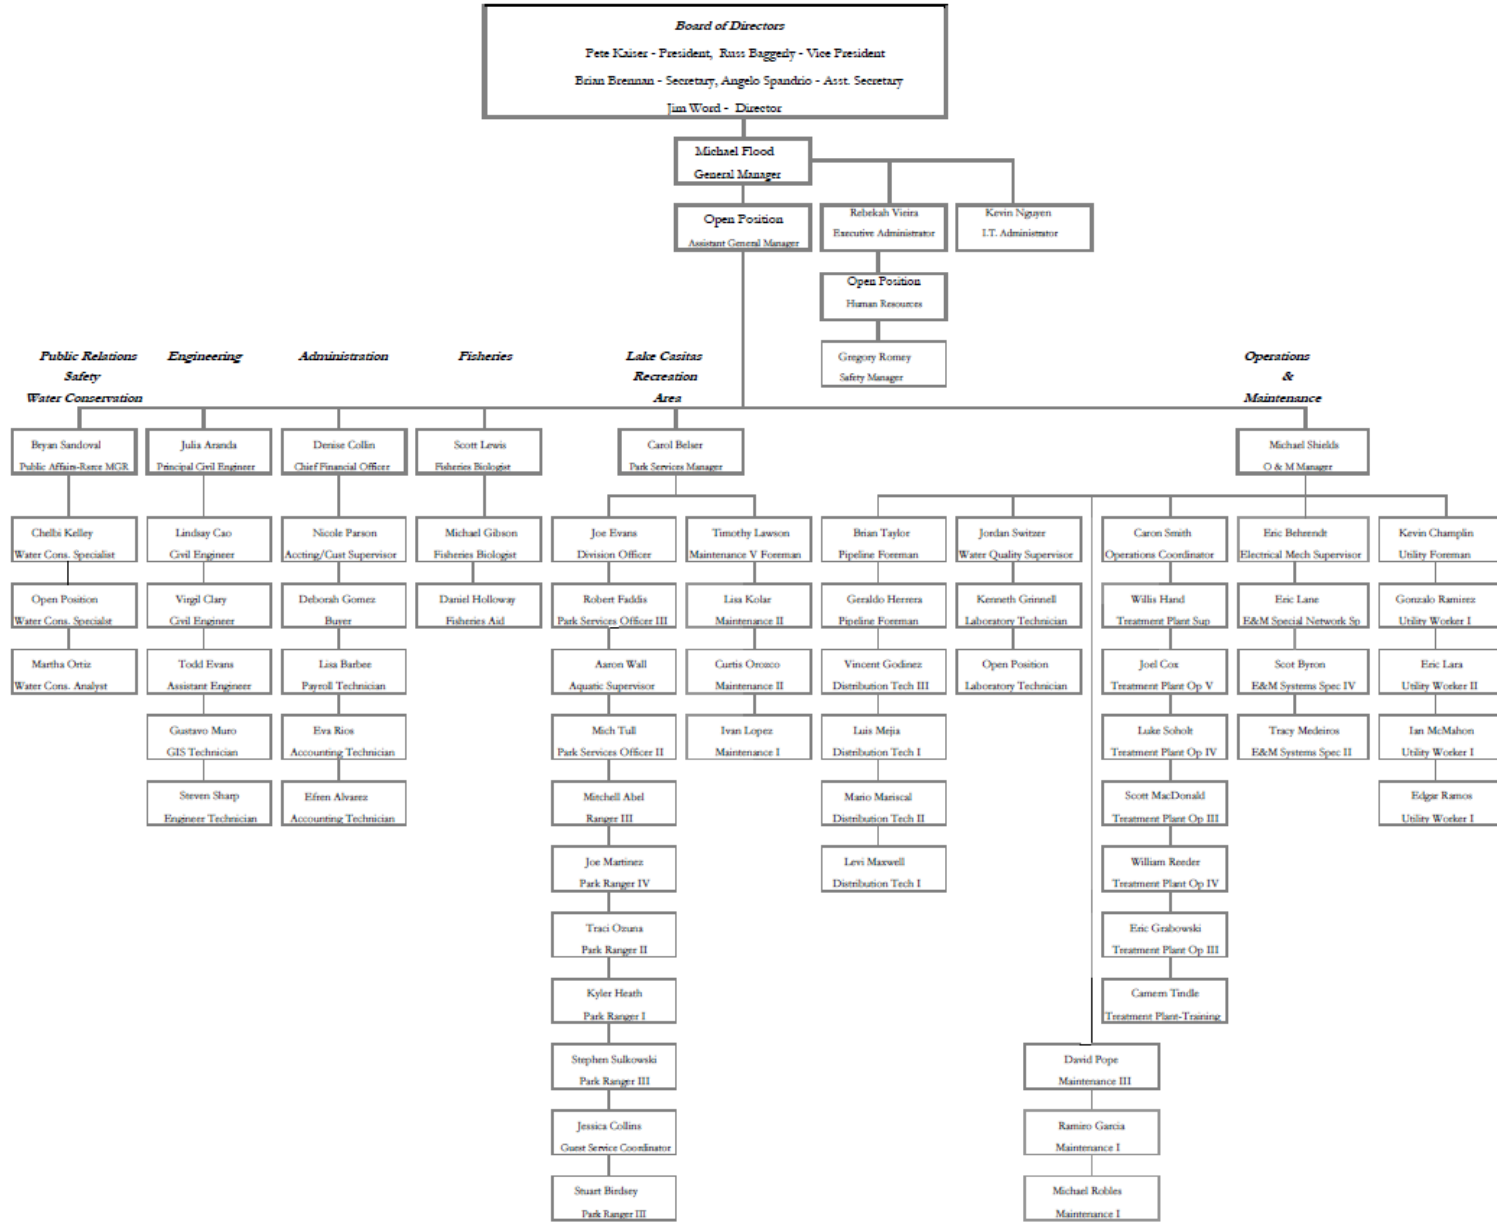 Board of Directors
Pete Kaiser - President, Russ Baggerly - Vice President
Brian Brennan - Secretary, Angelo Spandrio - Asst. Secretary
Jim Word - Director
Michael Flood
General Manager
Open Position
Assistant General Manager
Rebekah Vieira
Executive Administrator
Kevin Nguyen
I.T. Administrator
Open Position
Human Resources
Gregory Romey
Safety Manager
Public Relations
Safety
Water Conservation
Engineering
Administration
Fisheries
Lake Casitas
Recreation
Area
Operations
&
Maintenance
Bryan Sandoval
Public Affairs-Rsrce MGR
Chelbi Kelley
Water Cons. Specialist
Open Position
Water Cons. Specialst
Martha Ortiz
Water Cons. Analyst
Julia Aranda
Principal Civil Engineer
Lindsay Cao
Civil Engineer
Virgil Clary
Civil Engineer
Todd Evans
Assistant Engineer
Gustavo Muro
GIS Technician
Steven Sharp
Engineer Technician
Denise Collin
Chief Financial Officer
Nicole Parson
Accting/Cust Supervisor
Deborah Gomez
Buyer
Lisa Barbee
Payroll Technician
Eva Rios
Accounting Technician
Efren Alvarez
Accounting Technician
Scott Lewis
Fisheries Biologist
Michael Gibson
Fisheries Biologist
Daniel Holloway
Fisheries Aid
Carol Belser
Park Services Manager
Joe Evans
Division Officer
Robert Faddis
Park Services Officer III
Aaron Wall
Aquatic Supervisor
Mich Tull
Park Services Officer II
Mitchell Abel
Ranger III
Joe Martinez
Park Ranger IV
Traci Ozuna
Park Ranger II
Kyler Heath
Park Ranger I
Stephen Sulkowski
Park Ranger III
Jessica Collins
Guest Service Coordinator
Stuart Birdsey
Park Ranger III
Timothy Lawson
Maintenance V Foreman
Lisa Kolar
Maintenance II
Curtis Orozco
Maintenance II
Ivan Lopez
Maintenance I
Michael Shields
O & M Manager
Brian Taylor
Pipeline Foreman
Geraldo Herrera
Pipeline Foreman
Vincent Godinez
Distribution Tech III
Luis Mejia
Distribution Tech I
Mario Mariscal
Distribution Tech II
Levi Maxwell
Distribution Tech I
Jordan Switzer
Water Quality Supervisor
Kenneth Grinnell
Laboratory Technician
Open Position
Laboratory Technician
David Pope
Maintenance III
Ramiro Garcia
Maintenance I
Michael Robles
Maintenance I
Caron Smith
Operations Coordinator
Willis Hand
Treatment Plant Sup
Joel Cox
Treatment Plant Op V
Luke Soholt
Treatment Plant Op IV
Scott MacDonald
Treatment Plant Op III
William Reeder
Treatment Plant Op IV
Eric Grabowski
Treatment Plant Op III
Camern Tindle
Treatment Plant-Training
Eric Behrendt
Electrical Mech Supervisor
Eric Lane
E&M Special Network Sp
Scot Byron
E&M Systems Spec IV
Tracy Medeiros
E&M Systems Spec II
Kevin Champlin
Utility Foreman
Gonzalo Ramirez
Utility Worker I
Eric Lara
Utility Worker II
Ian McMahon
Utility Worker I
Edgar Ramos
Utility Worker I